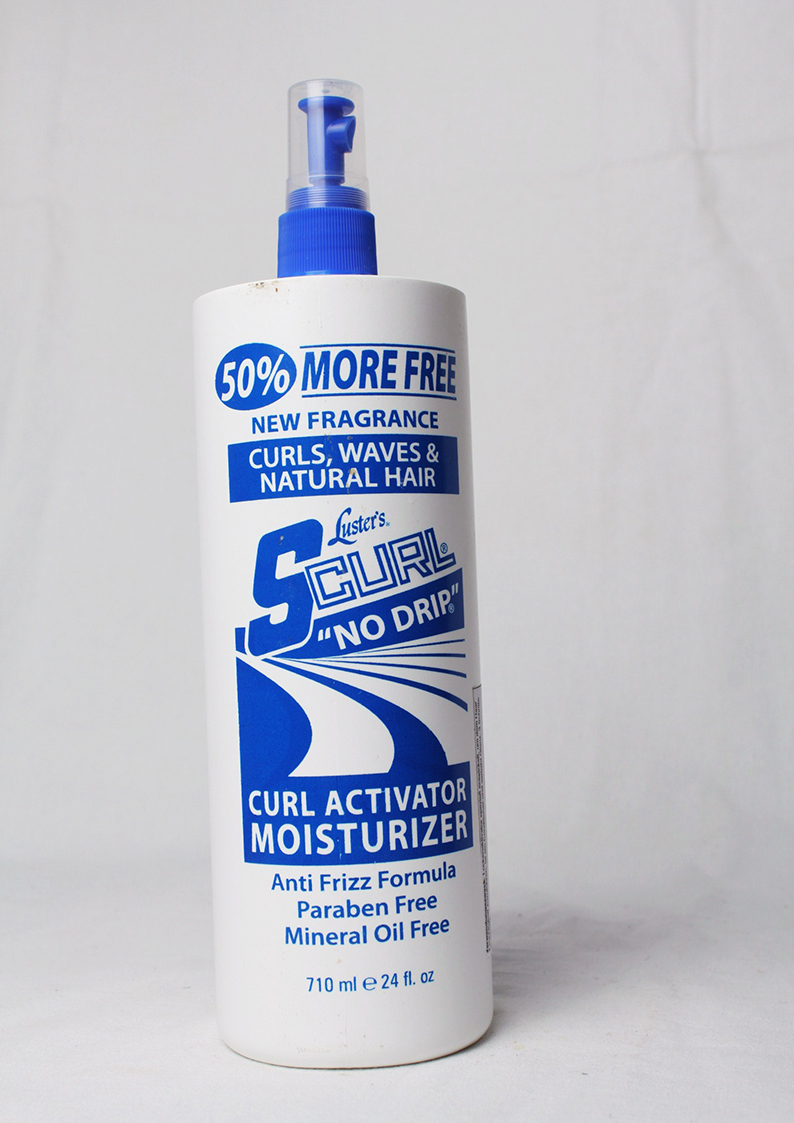 50% MORE FREE
NEW FRAGRANCE
CURLS, WAVES &
NATURAL HAIR
Luster's®
SCURL®
"NO DRIP"®
CURL ACTIVATOR
MOISTURIZER
Anti Frizz Formula
Paraben Free
Mineral Oil Free
710 ml ℮ 24 fl. oz